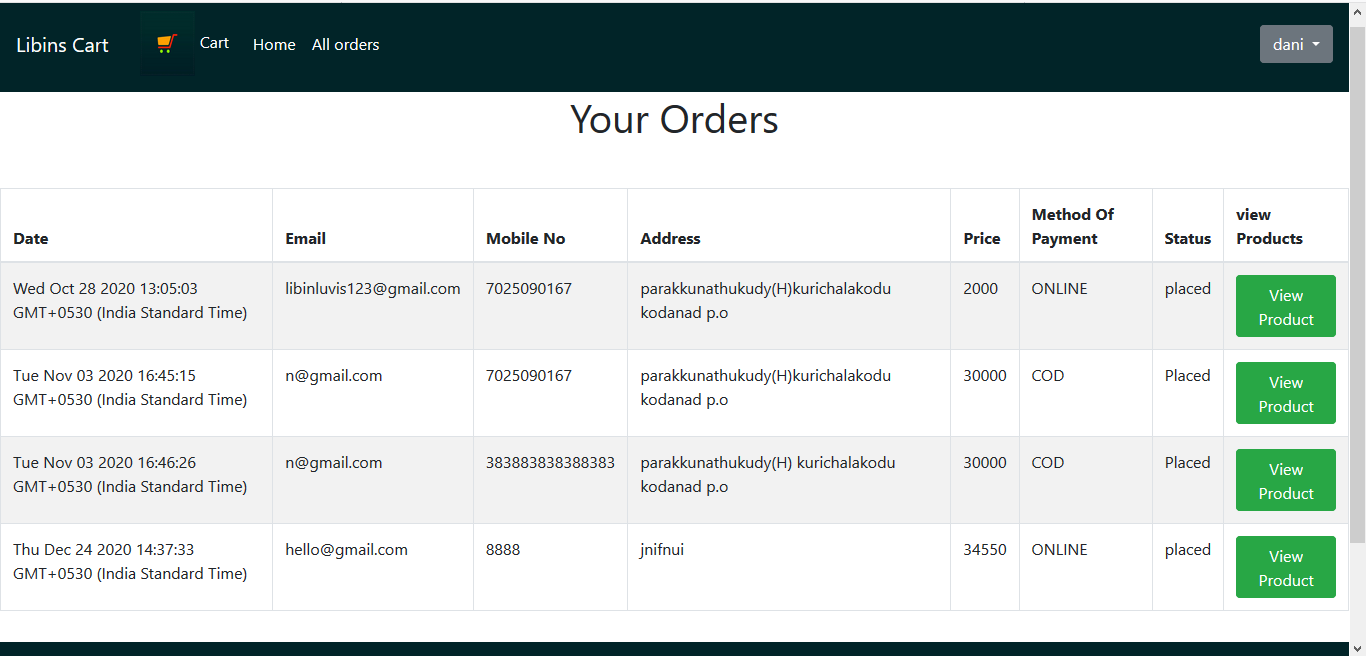 Libins Cart Cart Home All orders dani
Your Orders
Date Email Mobile No Address Price Method Of Payment Status view Products
Wed Oct 28 2020 13:05:03 libinluvis123@gmail.com 7025090167 parakkunathukudy(H)kurichalakodu 2000 ONLINE placed View
GMT+0530 (India Standard Time) kodanad p.o Product
Tue Nov 03 2020 16:45:15 n@gmail.com 7025090167 parakkunathukudy(H)kurichalakodu 30000 COD Placed View
GMT+0530 (India Standard Time) kodanad p.o Product
Tue Nov 03 2020 16:46:26 n@gmail.com 383883838388383 parakkunathukudy(H) kurichalakodu 30000 COD Placed View
GMT+0530 (India Standard Time) kodanad p.o Product
Thu Dec 24 2020 14:37:33 hello@gmail.com 8888 jnifnui 34550 ONLINE placed View
GMT+0530 (India Standard Time) Product